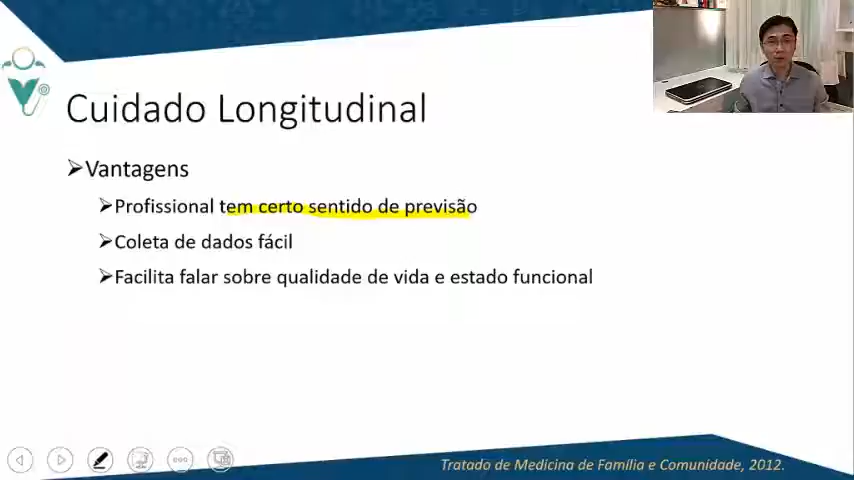 Cuidado Longitudinal
Vantagens
Profissional tem certo sentido de previsão
Coleta de dados fácil
Facilita falar sobre qualidade de vida e estado funcional
Tratado de Medicina de Família e Comunidade, 2012.